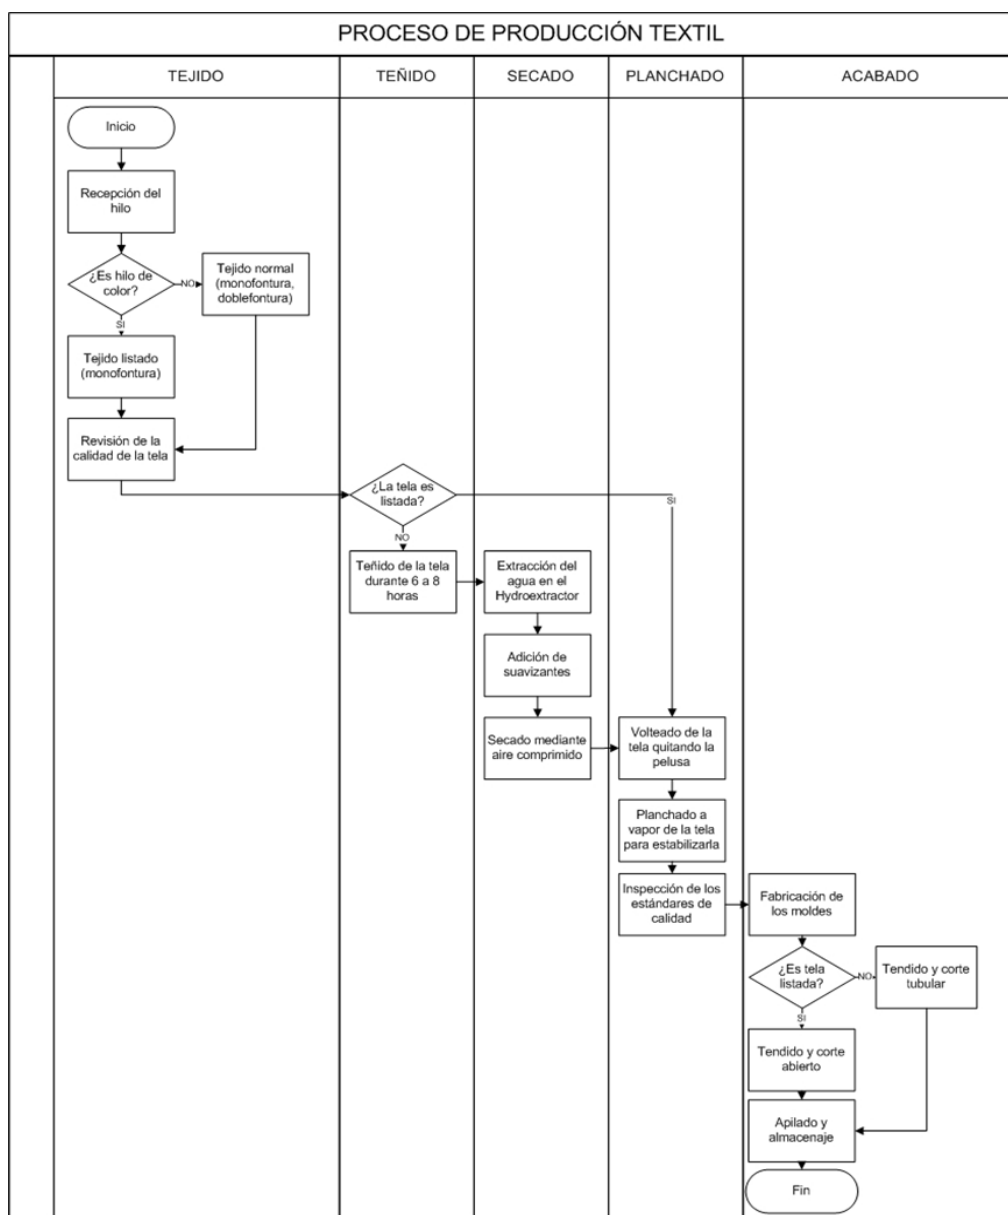 PROCESO DE PRODUCCIÓN TEXTIL
TEJIDO
TEÑIDO
SECADO
PLANCHADO
ACABADO
Inicio
Recepción del
hilo
¿Es hilo de
color?
NO
Tejido normal
(monofontura,
doblefontura)
SI
Tejido listado
(monofontura)
Revisión de la
calidad de la tela
¿La tela es
listada?
SI
NO
Teñido de la tela
durante 6 a 8
horas
Extracción del
agua en el
Hydroextractor
Adición de
suavizantes
Secado mediante
aire comprimido
Volteado de la
tela quitando la
pelusa
Planchado a
vapor de la tela
para estabilizarla
Inspección de los
estándares de
calidad
Fabricación de
los moldes
¿Es tela
listada?
NO
Tendido y corte
tubular
SI
Tendido y corte
abierto
Apilado y
almacenaje
Fin